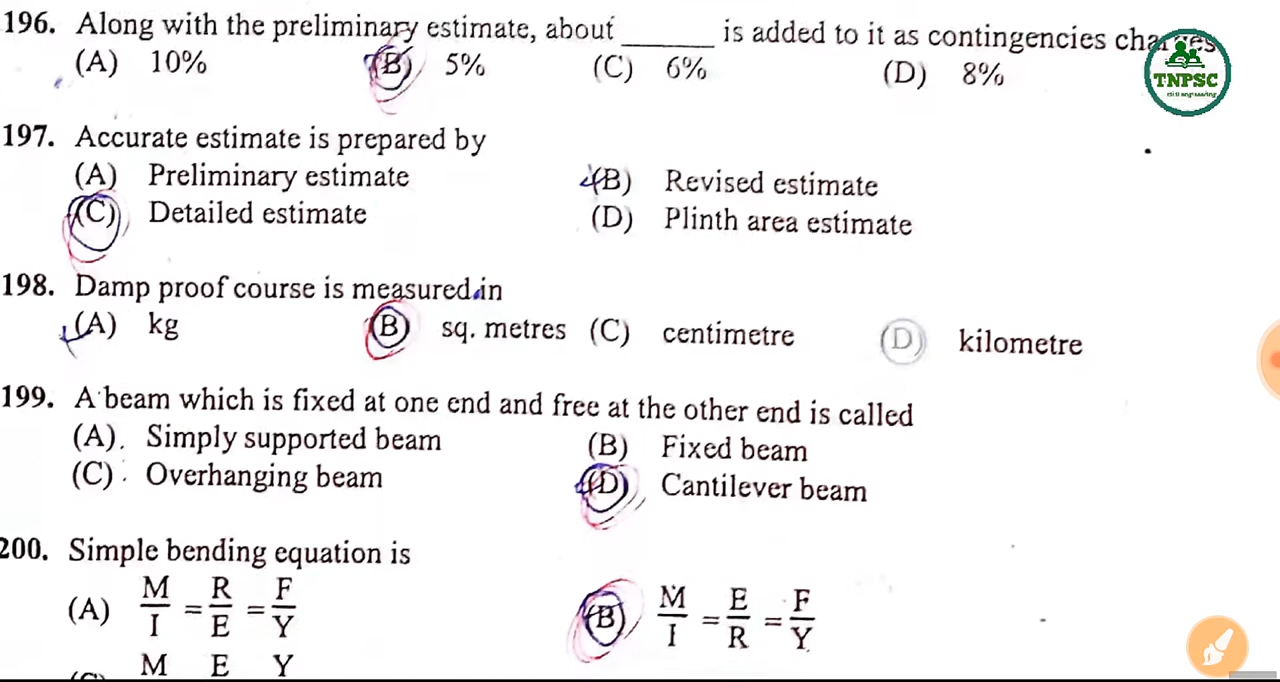 196. Along with the preliminary estimate, about ______ is added to it as contingencies charges
(A) 10% (B) 5% (C) 6% (D) 8%
TNPSC
civil engineering
197. Accurate estimate is prepared by
(A) Preliminary estimate (B) Revised estimate
(C) Detailed estimate (D) Plinth area estimate
198. Damp proof course is measured in
(A) kg (B) sq. metres (C) centimetre (D) kilometre
199. A beam which is fixed at one end and free at the other end is called
(A) Simply supported beam (B) Fixed beam
(C) Overhanging beam (D) Cantilever beam
200. Simple bending equation is
(A) M/I = R/E = F/Y (B) M/I = E/R = F/Y
(C) M E Y